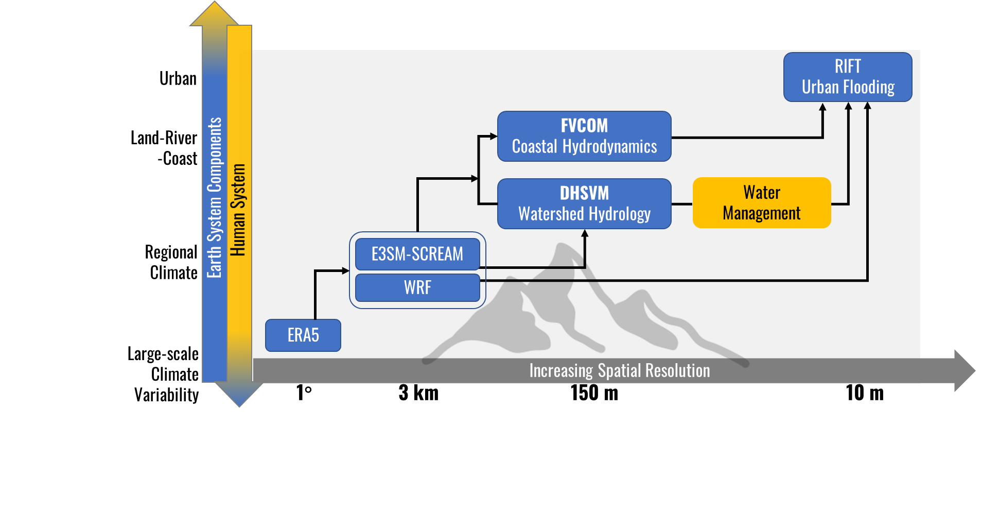 Urban
Land-River
-Coast
Regional
Climate
Large-scale
Climate
Variability
Earth System Components
Human System
RIFT
Urban Flooding
FVCOM
Coastal Hydrodynamics
DHSVM
Watershed Hydrology
Water
Management
E3SM-SCREAM
WRF
ERA5
Increasing Spatial Resolution
1°
3 km
150 m
10 m